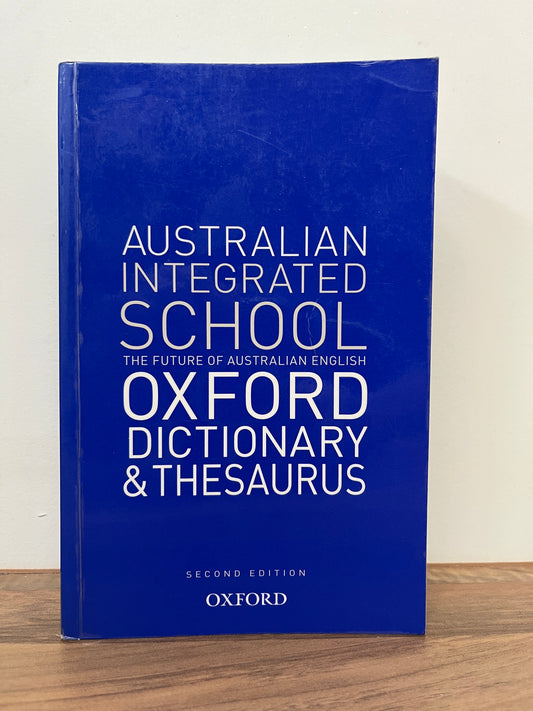 AUSTRALIAN
INTEGRATED
SCHOOL
THE FUTURE OF AUSTRALIAN ENGLISH
OXFORD
DICTIONARY
& THESAURUS
SECOND EDITION
OXFORD